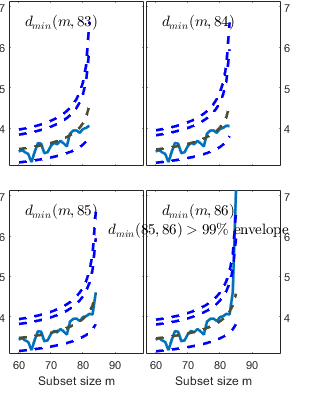 7 d_{min}(m, 83) d_{min}(m, 84) 7
6 6
5 5
4 4
7 d_{min}(m, 85) d_{min}(m, 86) 7
d_{min}(85, 86) > 99% envelope
6 6
5 5
4 4
60 70 80 90 60 70 80 90
Subset size m Subset size m